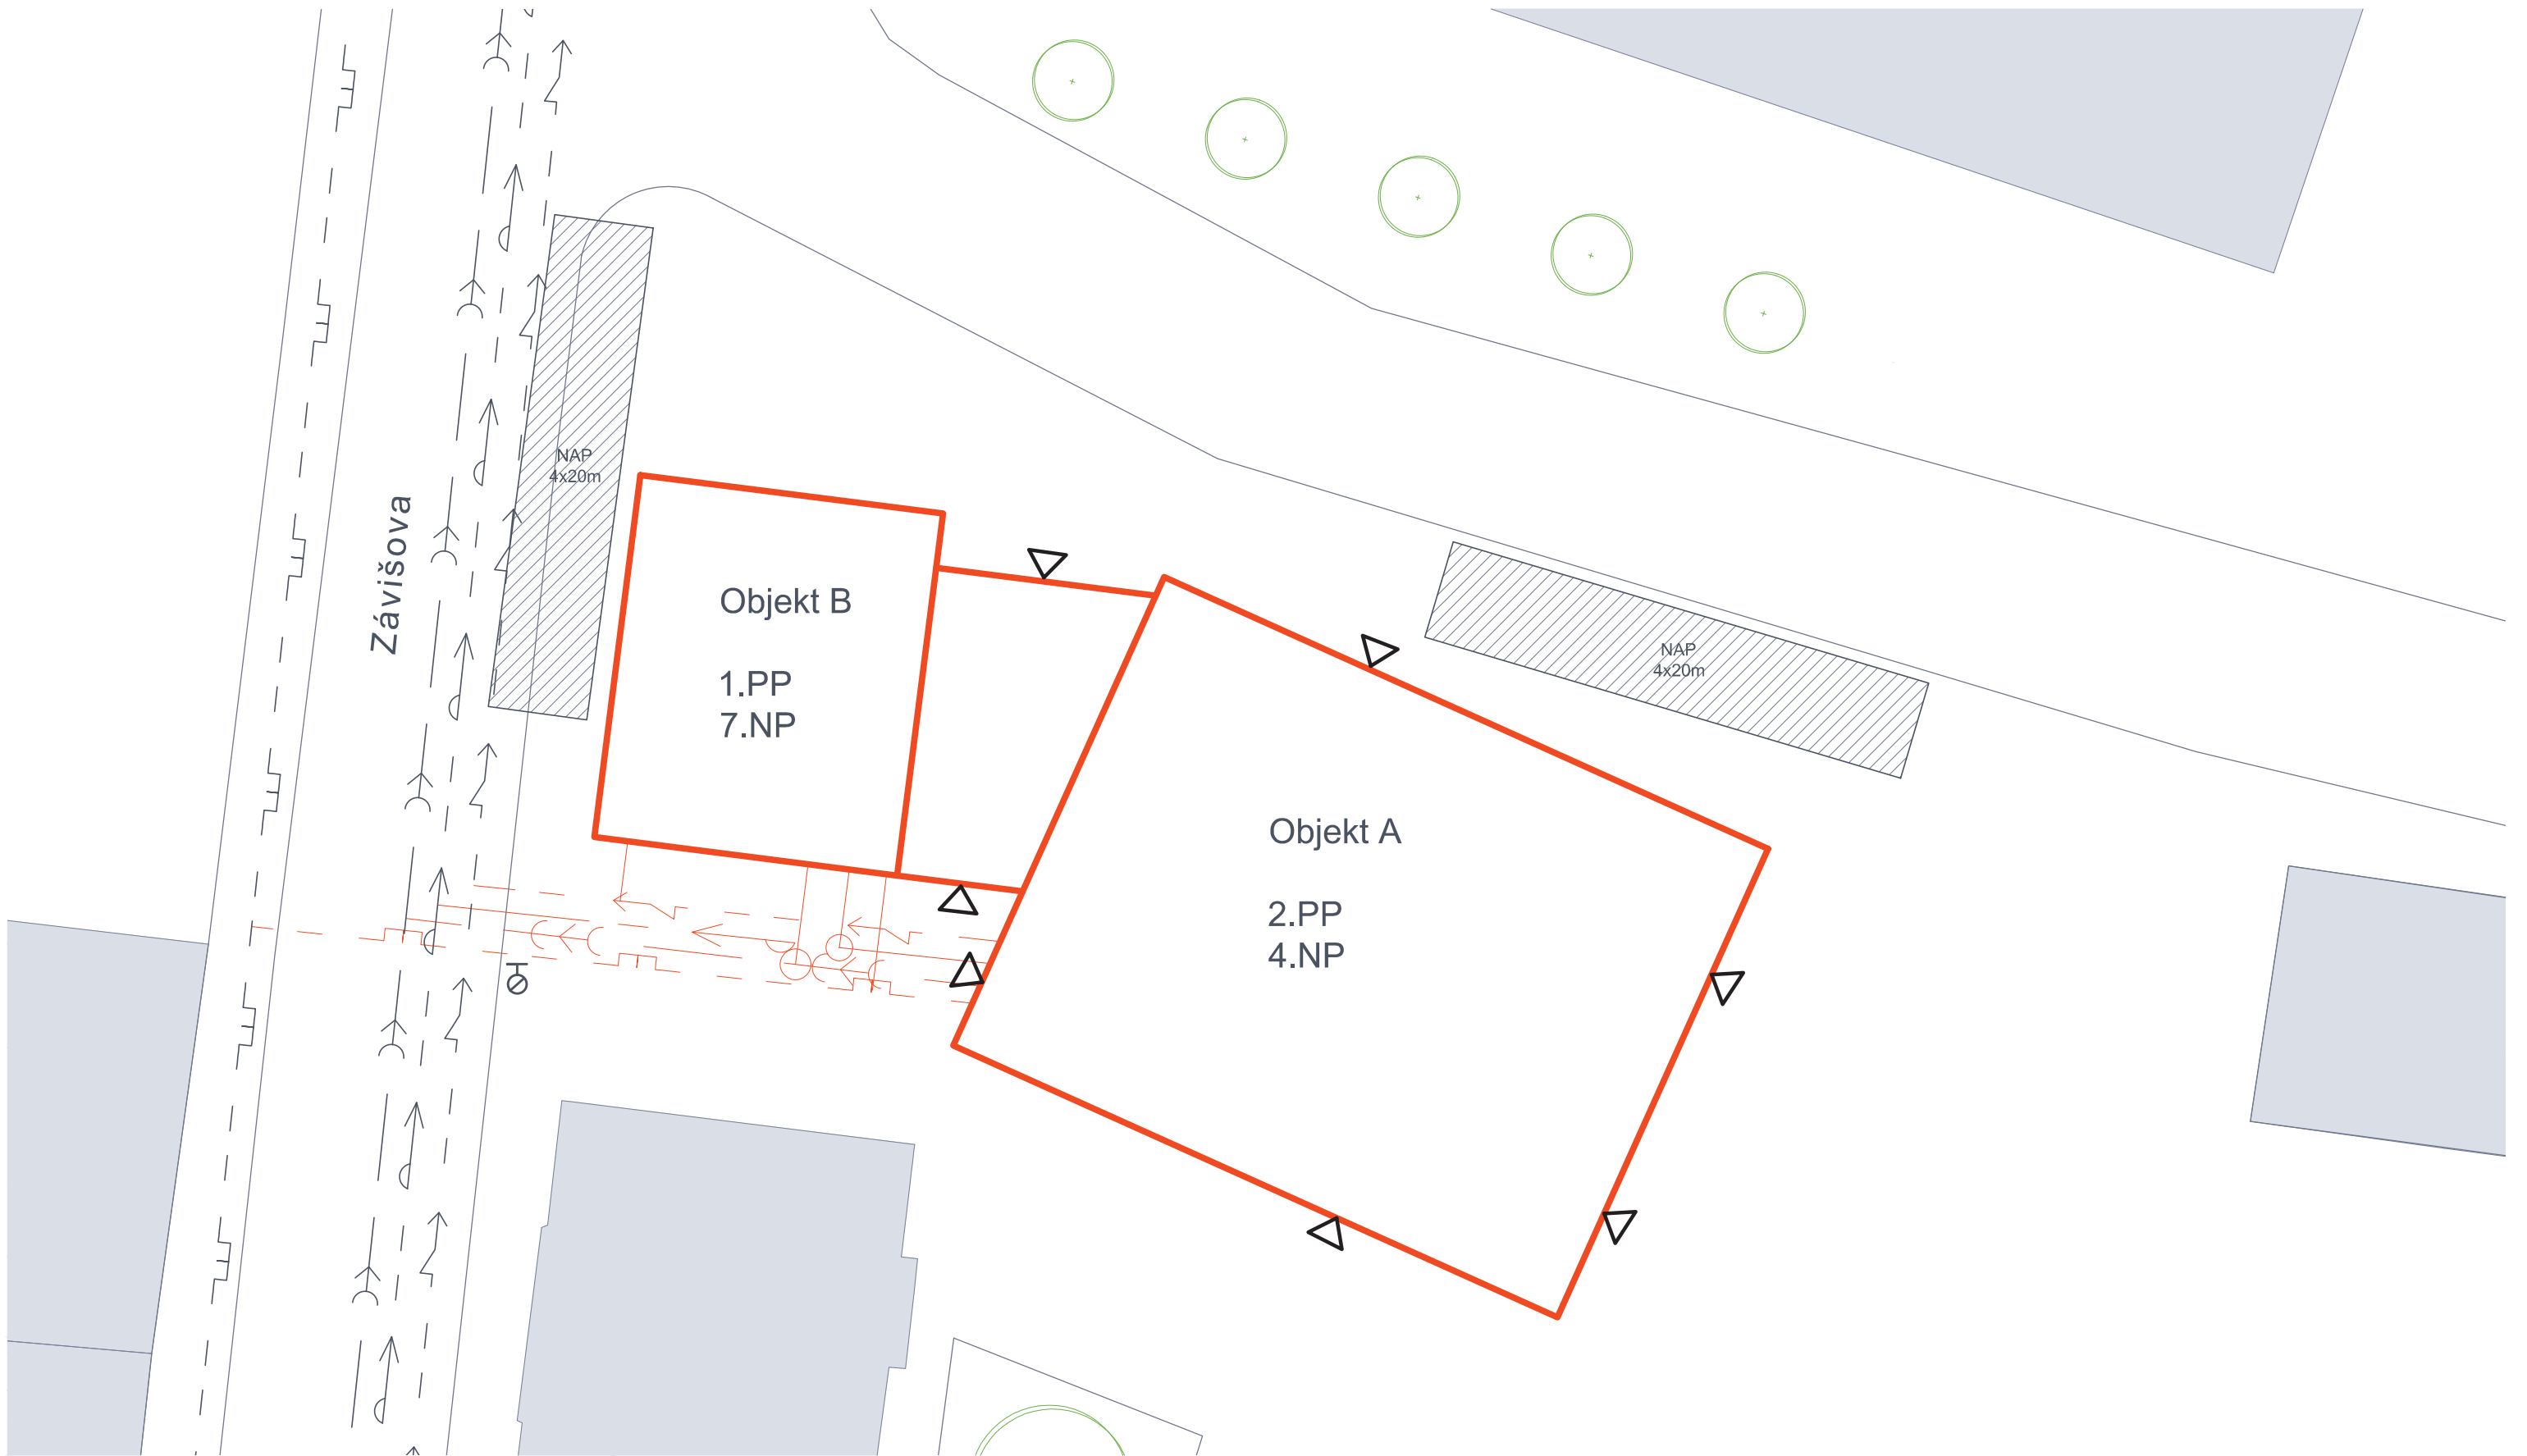 Závišova
NAP
4x20m
Objekt B
1.PP
7.NP
NAP
4x20m
Objekt A
2.PP
4.NP